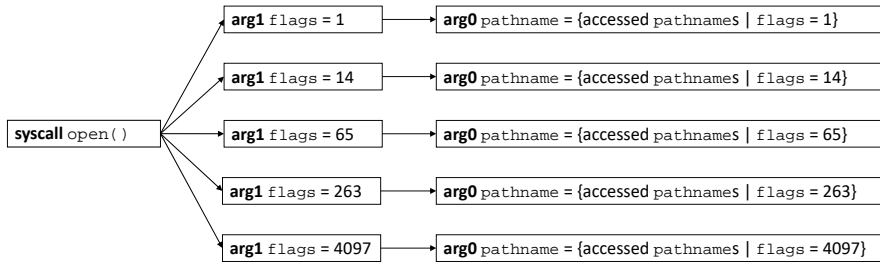 arg1 flags = 1
arg0 pathname = {accessed pathnames | flags = 1}
arg1 flags = 14
arg0 pathname = {accessed pathnames | flags = 14}
syscall open()
arg1 flags = 65
arg0 pathname = {accessed pathnames | flags = 65}
arg1 flags = 263
arg0 pathname = {accessed pathnames | flags = 263}
arg1 flags = 4097
arg0 pathname = {accessed pathnames | flags = 4097}